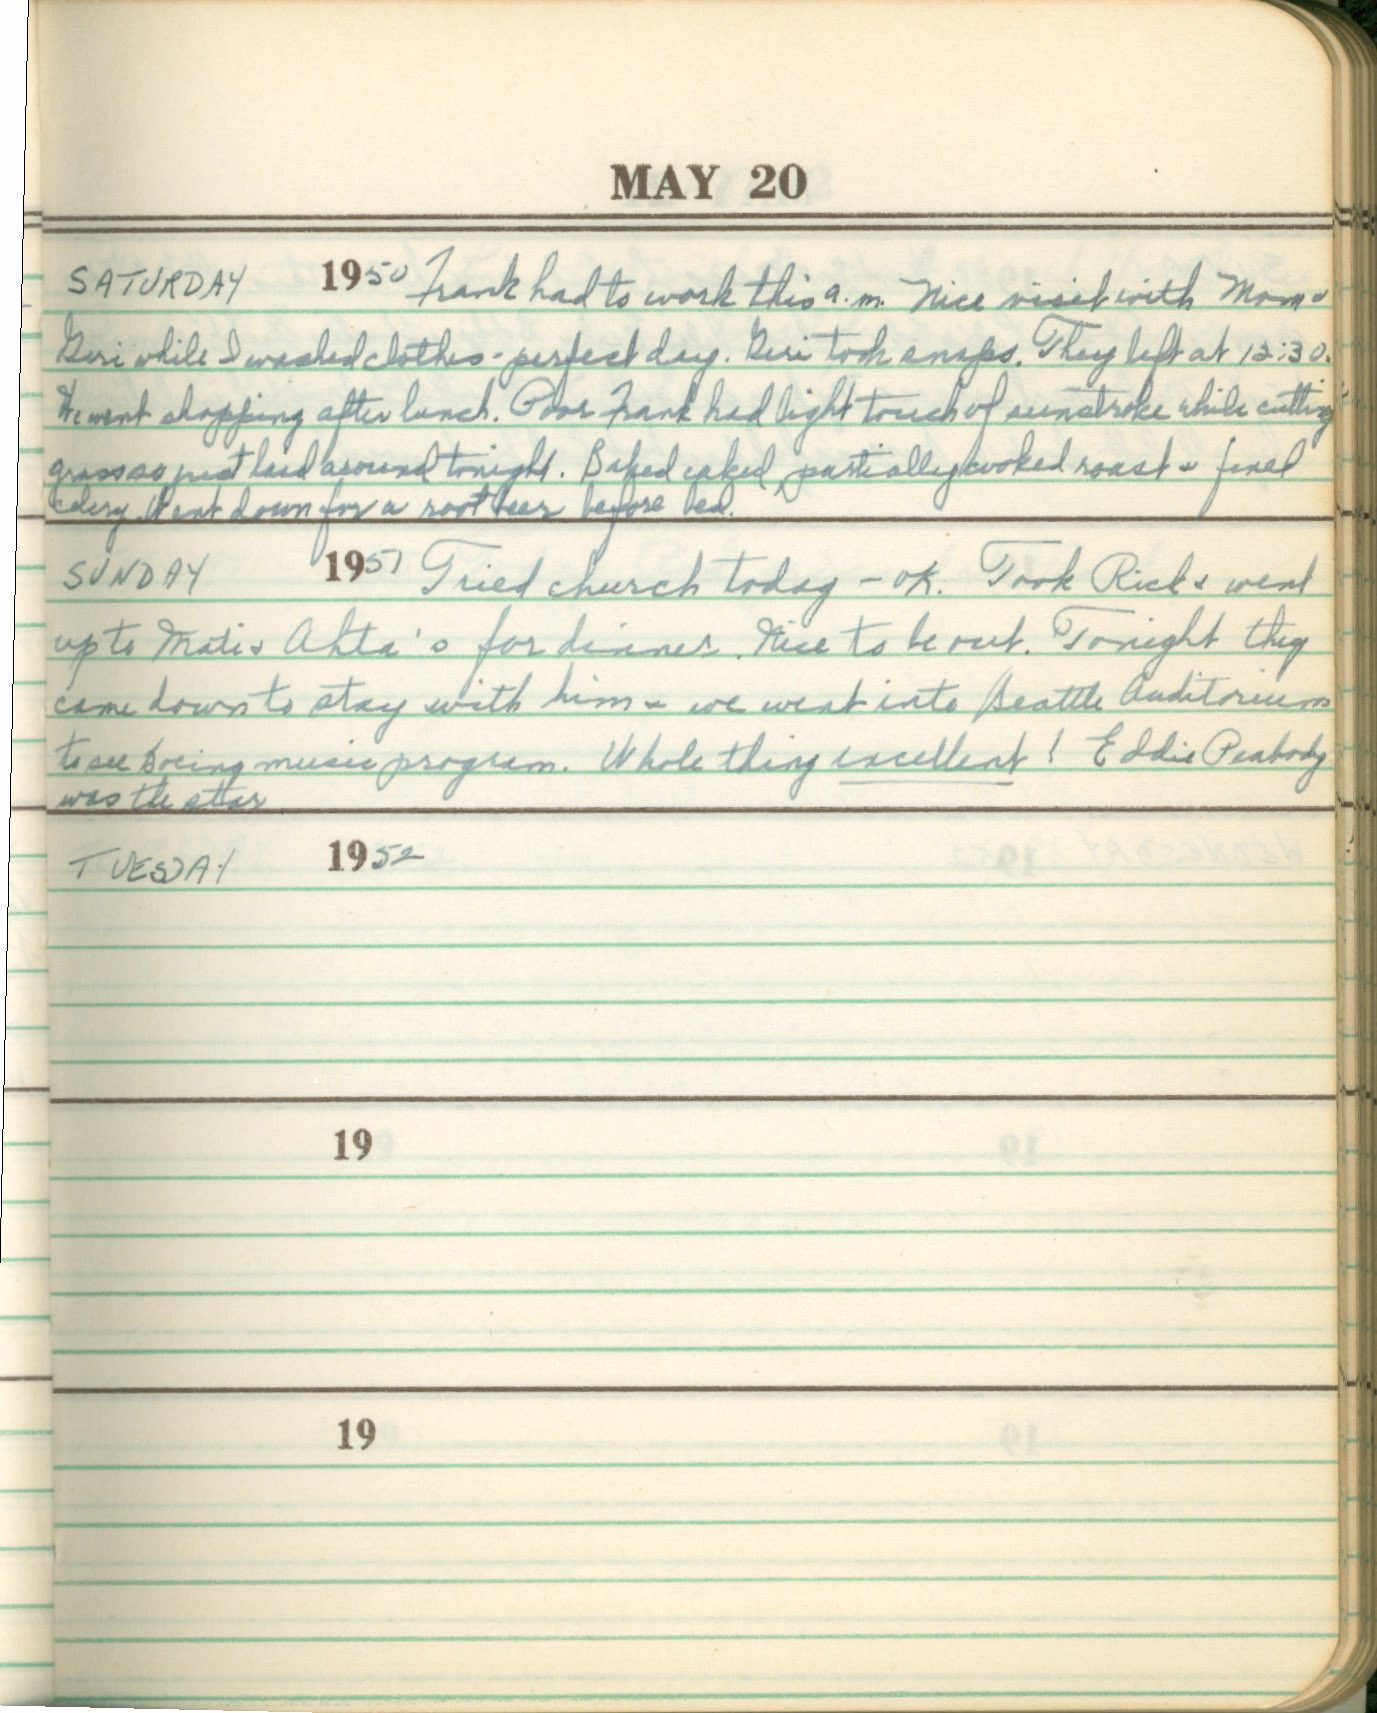 MAY 20
SATURDAY 1950 Frank had to work this a.m. Nice visit with Mom &
Geri while I washed clothes - perfect day. Geri took snaps. They left at 12:30.
We went shopping after lunch. Poor Frank had light touch of sunstroke while cutting
grass so just laid around tonight. Baked caked, partially cooked roast &
celery. Went down for a root beer before bed.
SUNDAY 1951 Tried church today - ok. Took Rick & went
up to & Ahta's for dinner. Nice to be out. Tonight they
came down to stay with him & we went into Seattle Auditorium
to see Boeing music program. Whole thing excellent! Eddie Peabody
was the star
TUESDAY 1952
19
19